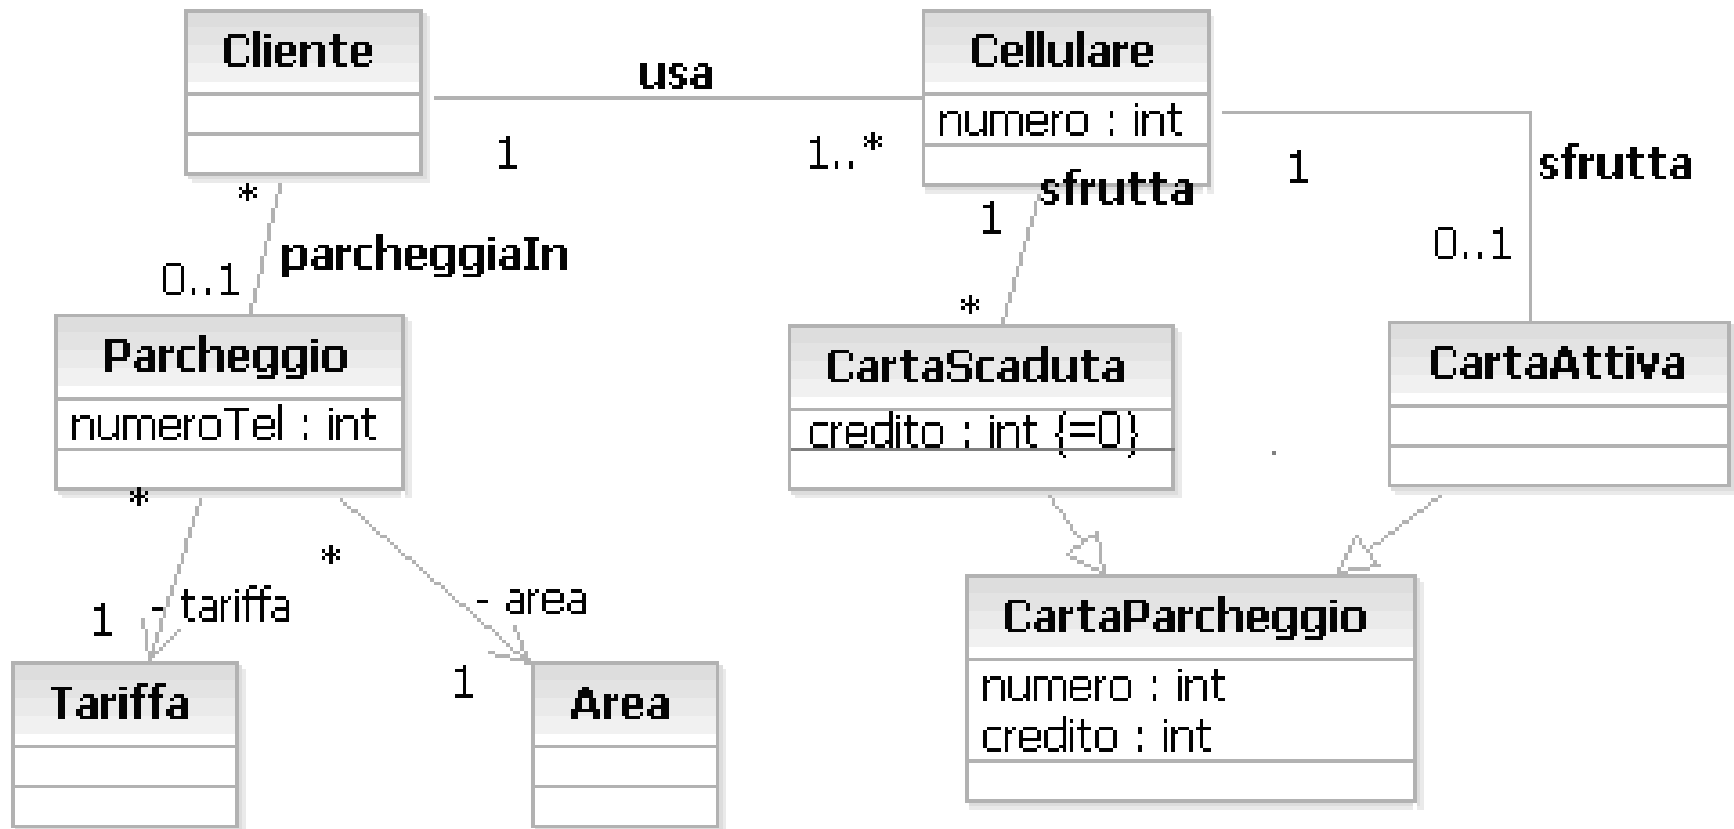 Cliente
Cellulare
usa
numero : int
1
1..*
1
sfrutta
*
sfrutta
1
0..1
parcheggiaIn
0..1
*
Parcheggio
CartaScaduta
CartaAttiva
numeroTel : int
credito : int {=0}
*
*
1
- tariffa
- area
1
CartaParcheggio
Tariffa
Area
numero : int
credito : int